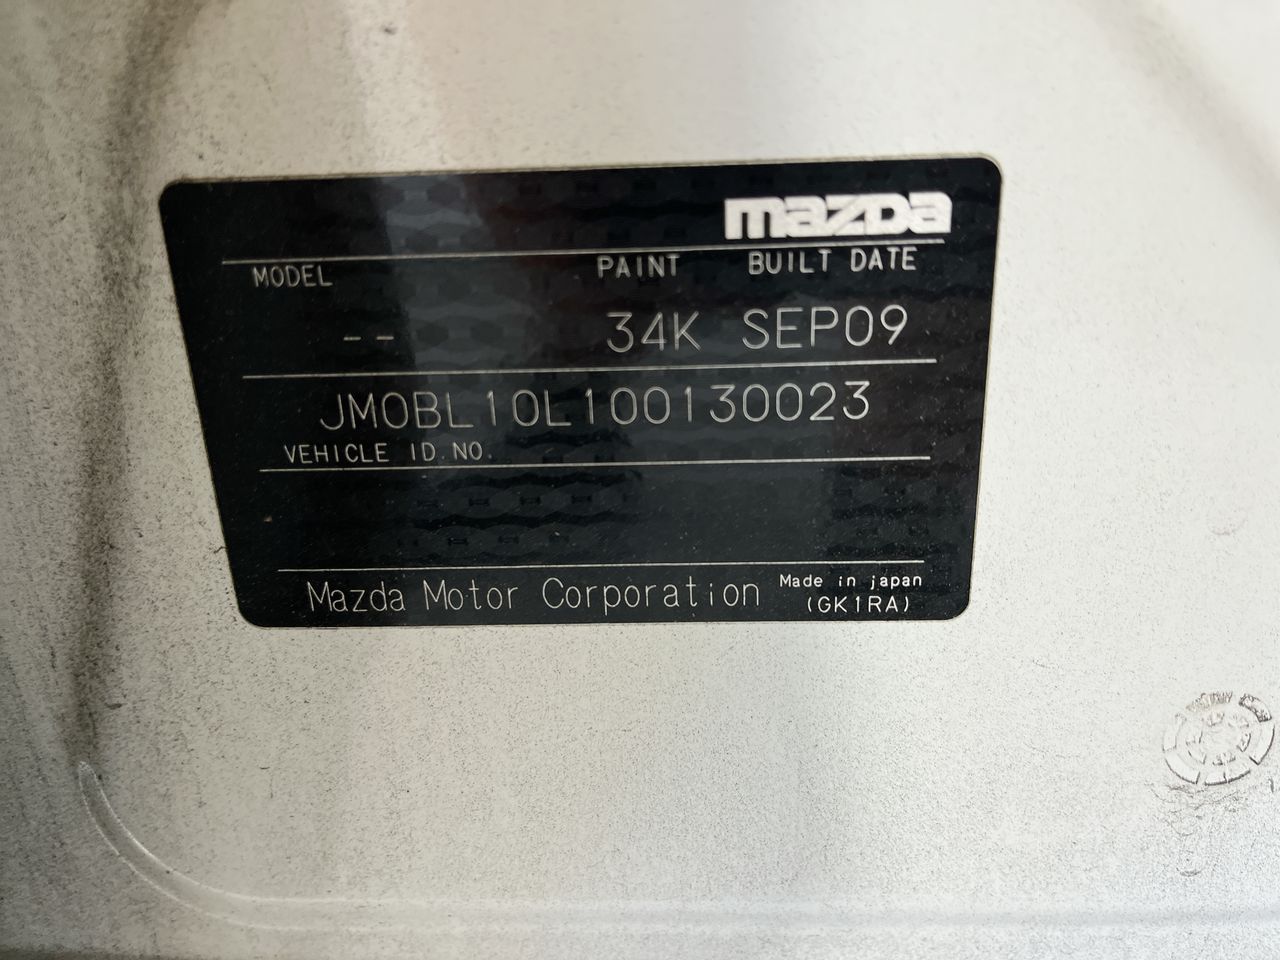 mazda
MODEL PAINT BUILT DATE
-- 34K SEP09
JM0BL10L100130023
VEHICLE ID.NO.
Mazda Motor Corporation Made in japan
(GK1RA)